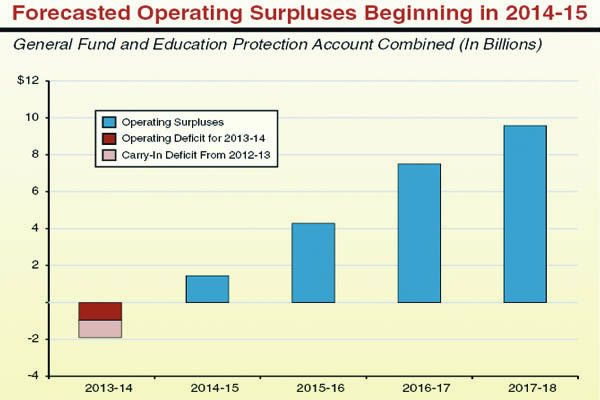 Forecasted Operating Surpluses Beginning in 2014-15
General Fund and Education Protection Account Combined (In Billions)
$12
10
8
6
4
2
-2
-4
Operating Surpluses
Operating Deficit for 2013-14
Carry-In Deficit From 2012-13
2013-14 2014-15 2015-16 2016-17 2017-18